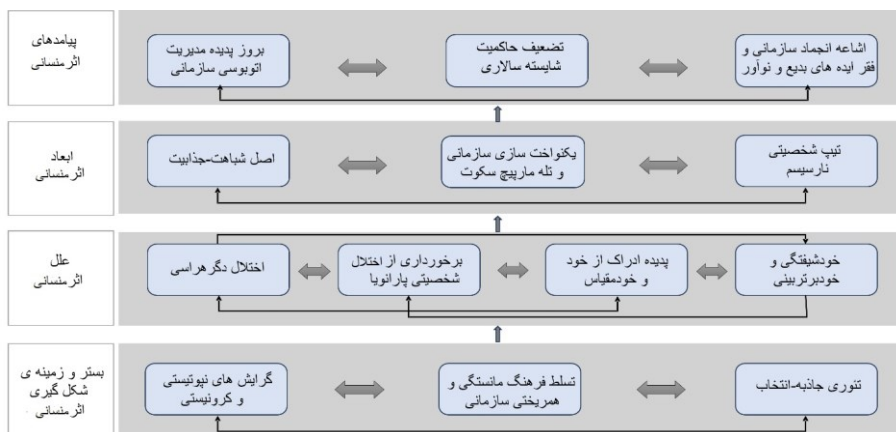 پیامدهای
اثرمنسانی
اشاعه انجماد سازمانی و
فقر ایده های بدیع و نوآور
تضعیف حاکمیت
شایسته سالاری
بروز پدیده مدیریت
اتوبوسی سازمانی
ابعاد
اثرمنسانی
تیپ شخصیتی
نارسیسم
یکنواخت سازی سازمانی
و تله مارپیچ سکوت
اصل شباهت-جذابیت
علل
اثرمنسانی
خودشیفتگی و
خودبرتربینی
پدیده ادراک از خود
و خودمقیاس
برخورداری از اختلال
شخصیتی پارانویا
اختلال دگرهراسی
بستر و زمینه ی
شکل گیری
اثرمنسانی
تئوری جاذبه-انتخاب
تسلط فرهنگ مانستگی و
همریختی سازمانی
گرایش های نپوتیستی
و کرونیستی